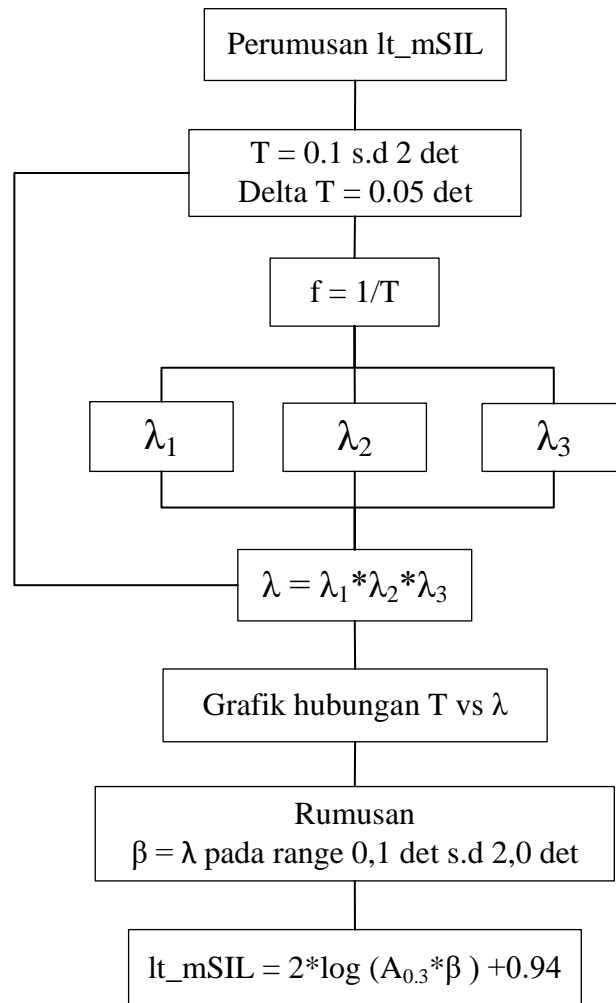 Perumusan lt_mSIL
T = 0.1 s.d 2 det
Delta T = 0.05 det
f = 1/T
λ₁
λ₂
λ₃
λ = λ₁*λ₂*λ₃
Grafik hubungan T vs λ
Rumusan
β = λ pada range 0,1 det s.d 2,0 det
lt_mSIL = 2*log (A₀.₃*β ) +0.94